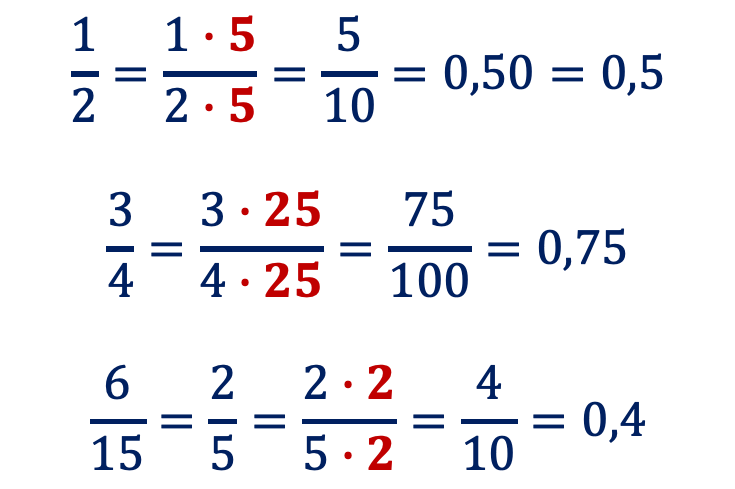 1/2 = 1 · 5/2 · 5 = 5/10 = 0,50 = 0,5
3/4 = 3 · 25/4 · 25 = 75/100 = 0,75
6/15 = 2/5 = 2 · 2/5 · 2 = 4/10 = 0,4